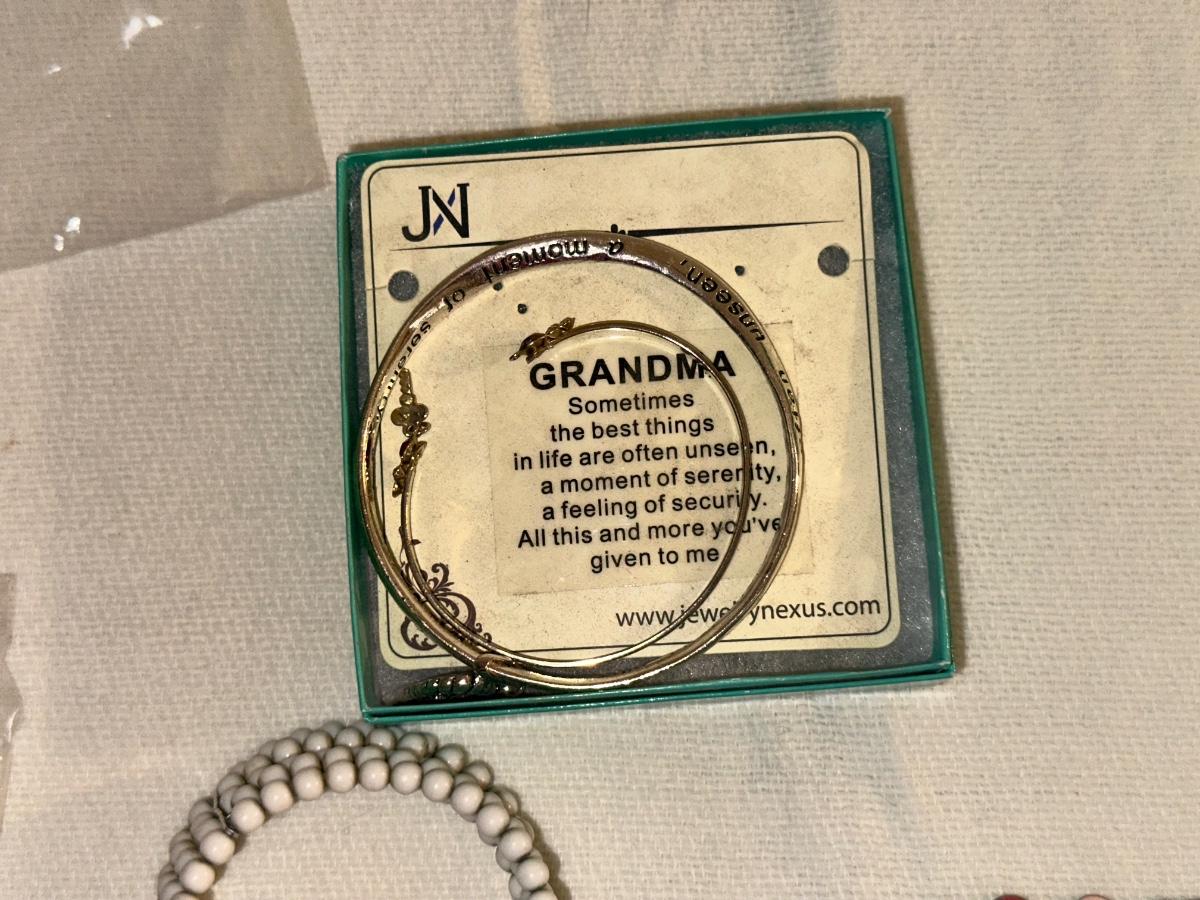 JN
unseen, a moment of serenity
GRANDMA
Sometimes
the best things
in life are often unseen,
a moment of serenity,
a feeling of security.
All this and more you've
given to me
www.jewelrynexus.com